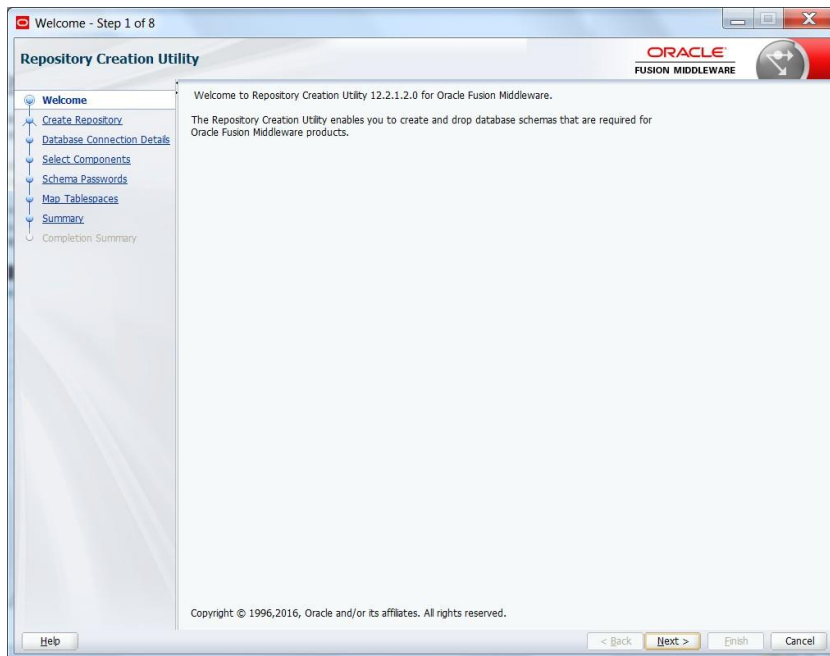 Welcome - Step 1 of 8
Repository Creation Utility
ORACLE
FUSION MIDDLEWARE
Welcome
Create Repository
Database Connection Details
Select Components
Schema Passwords
Map Tablespaces
Summary
Completion Summary
Welcome to Repository Creation Utility 12.2.1.2.0 for Oracle Fusion Middleware.
The Repository Creation Utility enables you to create and drop database schemas that are required for
Oracle Fusion Middleware products.
Copyright © 1996,2016, Oracle and/or its affiliates. All rights reserved.
Help
< Back Next > Finish Cancel